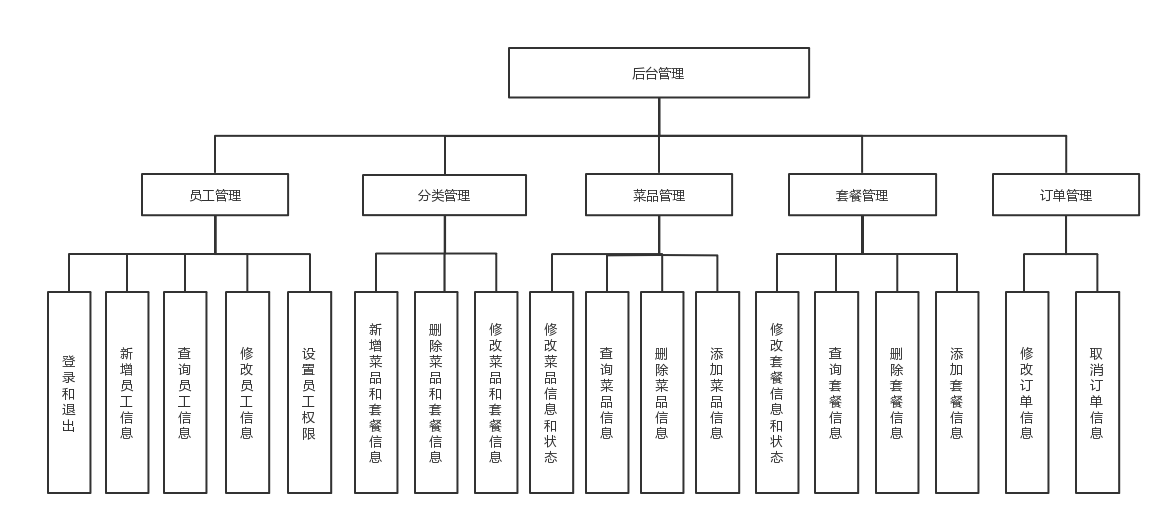 后台管理
员工管理
分类管理
菜品管理
套餐管理
订单管理
登录和退出
新增员工信息
查询员工信息
修改员工信息
设置员工权限
新增菜品和套餐信息
删除菜品和套餐信息
修改菜品和套餐信息
修改菜品信息和状态
查询菜品信息
删除菜品信息
添加菜品信息
修改套餐信息和状态
查询套餐信息
删除套餐信息
添加套餐信息
修改订单信息
取消订单信息